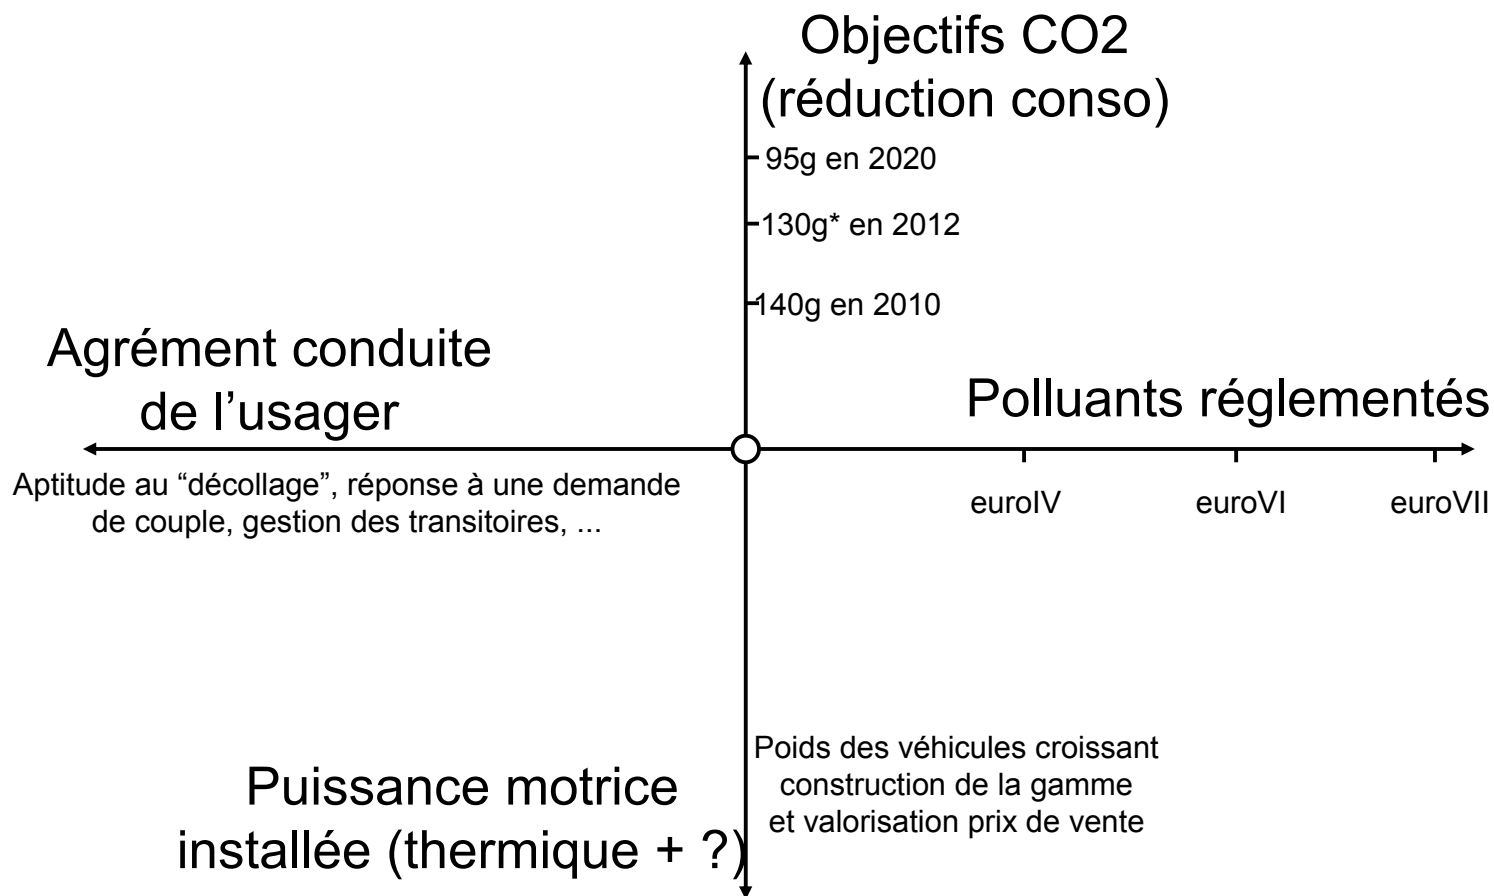 Objectifs CO2
(réduction conso)
95g en 2020
130g* en 2012
140g en 2010
Agrément conduite
de l’usager
Polluants réglementés
Aptitude au “décollage”, réponse à une demande
de couple, gestion des transitoires, ...
euroIV
euroVI
euroVII
Poids des véhicules croissant
construction de la gamme
et valorisation prix de vente
Puissance motrice
installée (thermique + ?)